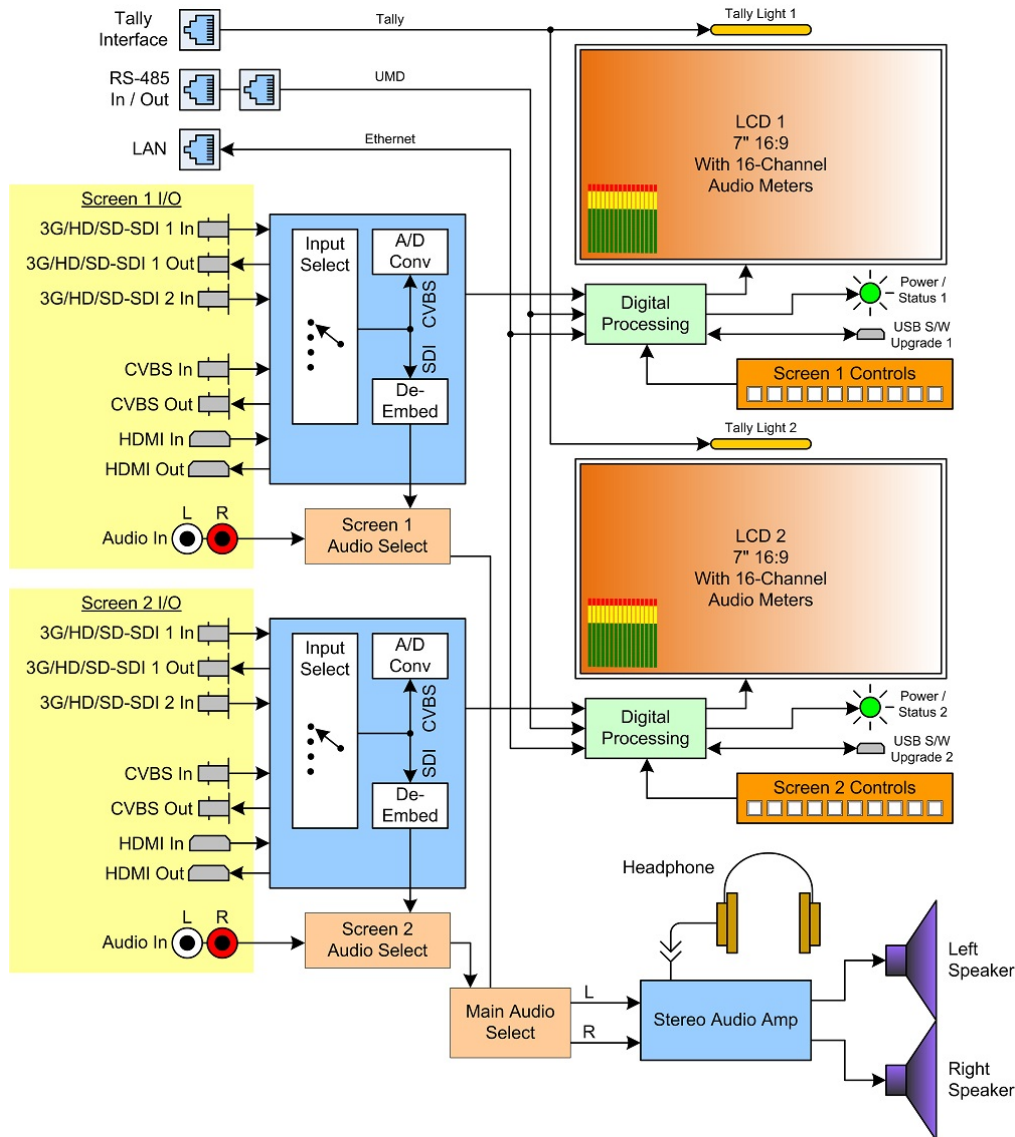 Tally
Interface
Tally
Tally Light 1
RS-485
In / Out
UMD
LAN
Ethernet
LCD 1
7" 16:9
With 16-Channel
Audio Meters
Screen 1 I/O
3G/HD/SD-SDI 1 In
3G/HD/SD-SDI 1 Out
3G/HD/SD-SDI 2 In
CVBS In
CVBS Out
HDMI In
HDMI Out
L R
Audio In
Input
Select
A/D
Conv
CVBS
SDI
De-
Embed
Screen 1
Audio Select
Digital
Processing
Power /
Status 1
USB S/W
Upgrade 1
Screen 1 Controls
Tally Light 2
LCD 2
7" 16:9
With 16-Channel
Audio Meters
Screen 2 I/O
3G/HD/SD-SDI 1 In
3G/HD/SD-SDI 1 Out
3G/HD/SD-SDI 2 In
CVBS In
CVBS Out
HDMI In
HDMI Out
L R
Audio In
Input
Select
A/D
Conv
CVBS
SDI
De-
Embed
Screen 2
Audio Select
Digital
Processing
Power /
Status 2
USB S/W
Upgrade 2
Screen 2 Controls
Headphone
Main Audio
Select
L
R
Stereo Audio Amp
Left
Speaker
Right
Speaker